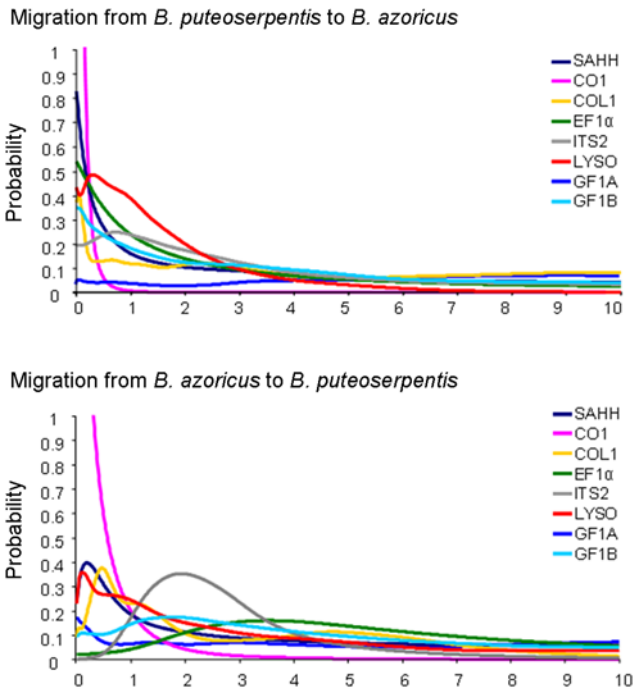 Migration from B. puteoserpentis to B. azoricus
Probability
1
0.9
0.8
0.7
0.6
0.5
0.4
0.3
0.2
0.1
0
0 1 2 3 4 5 6 7 8 9 10
SAHH
CO1
COL1
EF1α
ITS2
LYSO
GF1A
GF1B
Migration from B. azoricus to B. puteoserpentis
Probability
1
0.9
0.8
0.7
0.6
0.5
0.4
0.3
0.2
0.1
0
0 1 2 3 4 5 6 7 8 9 10
SAHH
CO1
COL1
EF1α
ITS2
LYSO
GF1A
GF1B